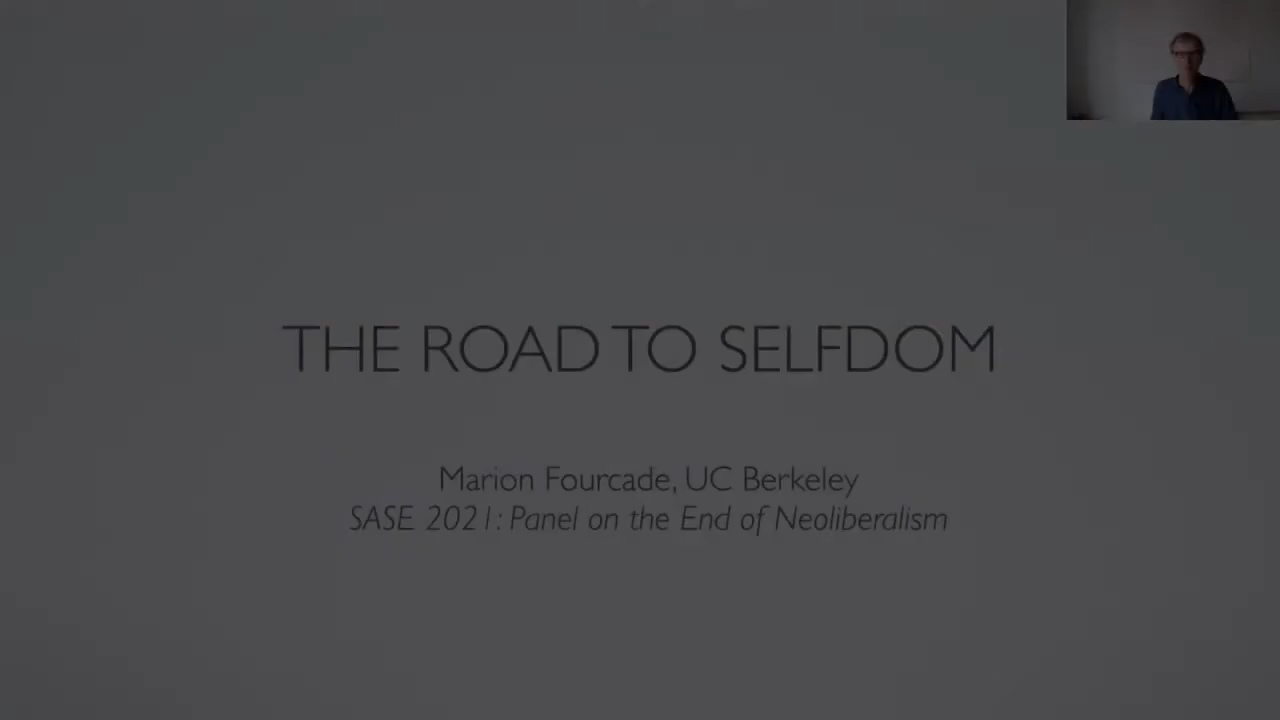 THE ROAD TO SELFDOM
Marion Fourcade, UC Berkeley
SASE 2021: Panel on the End of Neoliberalism